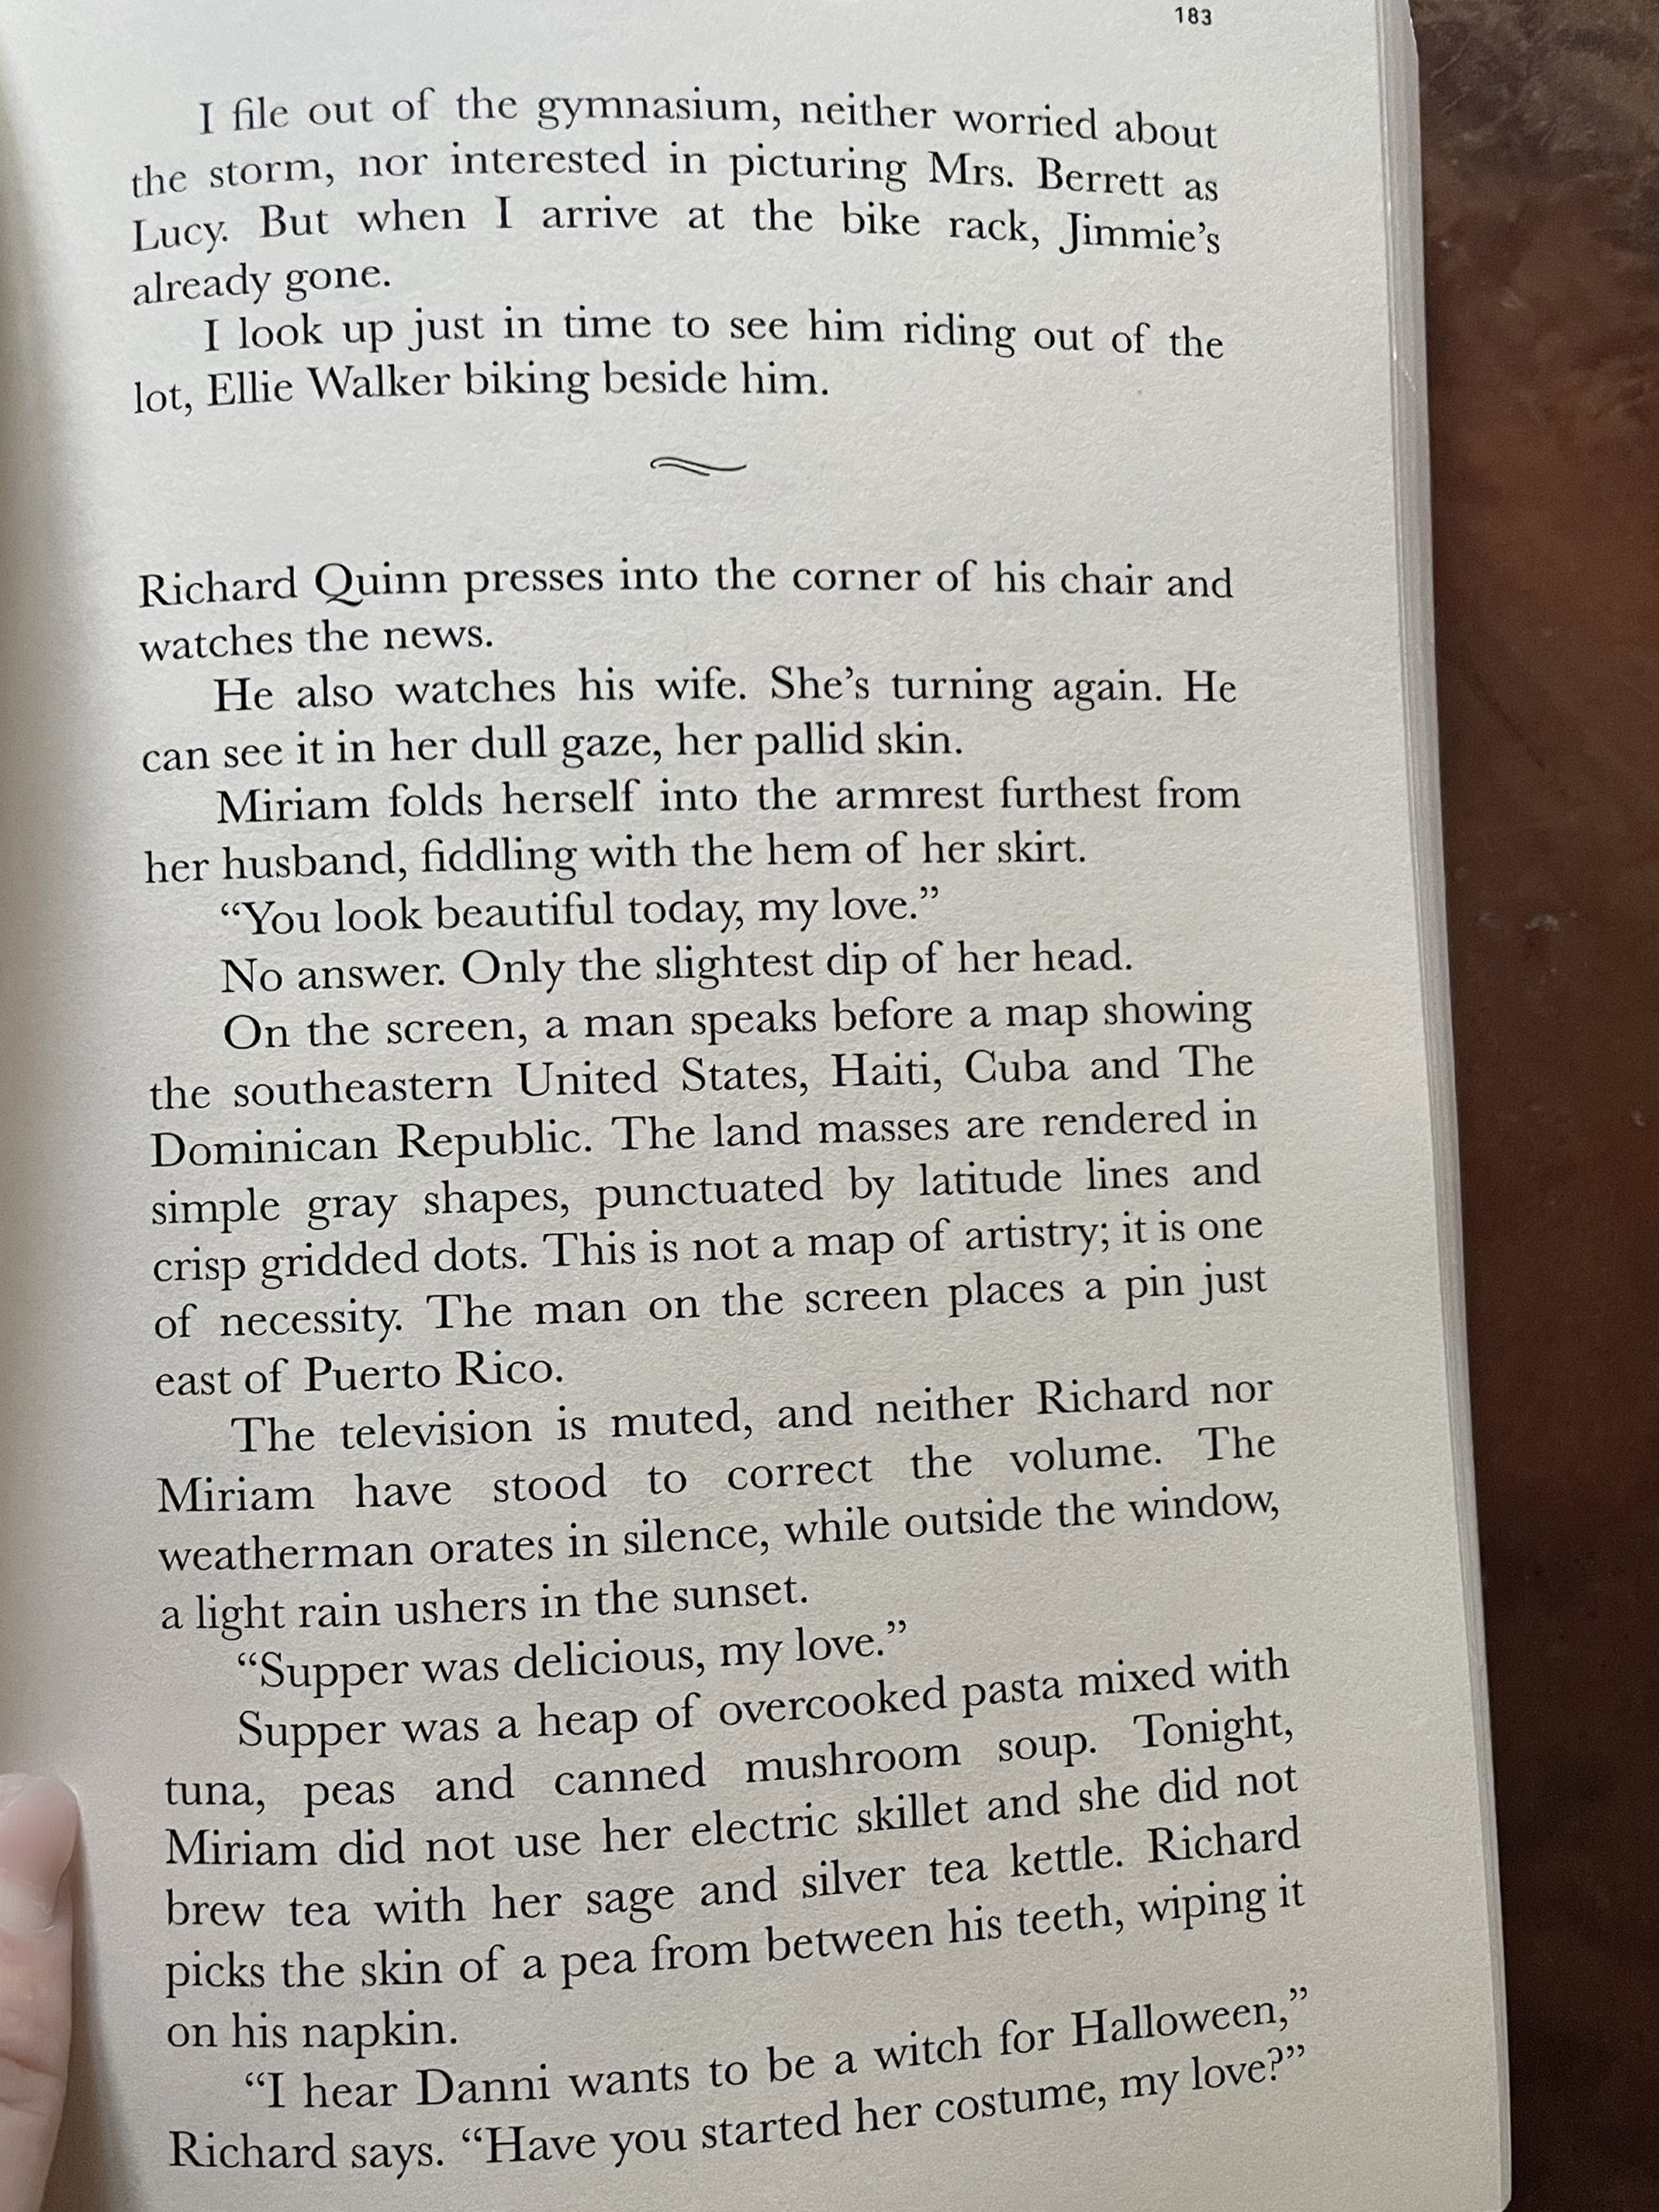 183
I file out of the gymnasium, neither worried about
the storm, nor interested in picturing Mrs. Berrett as
Lucy. But when I arrive at the bike rack, Jimmie’s
already gone.
I look up just in time to see him riding out of the
lot, Ellie Walker biking beside him.
Richard Quinn presses into the corner of his chair and
watches the news.
He also watches his wife. She’s turning again. He
can see it in her dull gaze, her pallid skin.
Miriam folds herself into the armrest furthest from
her husband, fiddling with the hem of her skirt.
“You look beautiful today, my love.”
No answer. Only the slightest dip of her head.
On the screen, a man speaks before a map showing
the southeastern United States, Haiti, Cuba and The
Dominican Republic. The land masses are rendered in
simple gray shapes, punctuated by latitude lines and
crisp gridded dots. This is not a map of artistry; it is one
of necessity. The man on the screen places a pin just
east of Puerto Rico.
The television is muted, and neither Richard nor
Miriam have stood to correct the volume. The
weatherman orates in silence, while outside the window,
a light rain ushers in the sunset.
“Supper was delicious, my love.”
Supper was a heap of overcooked pasta mixed with
tuna, peas and canned mushroom soup. Tonight,
Miriam did not use her electric skillet and she did not
brew tea with her sage and silver tea kettle. Richard
picks the skin of a pea from between his teeth, wiping it
on his napkin.
“I hear Danni wants to be a witch for Halloween,”
Richard says. “Have you started her costume, my love?”